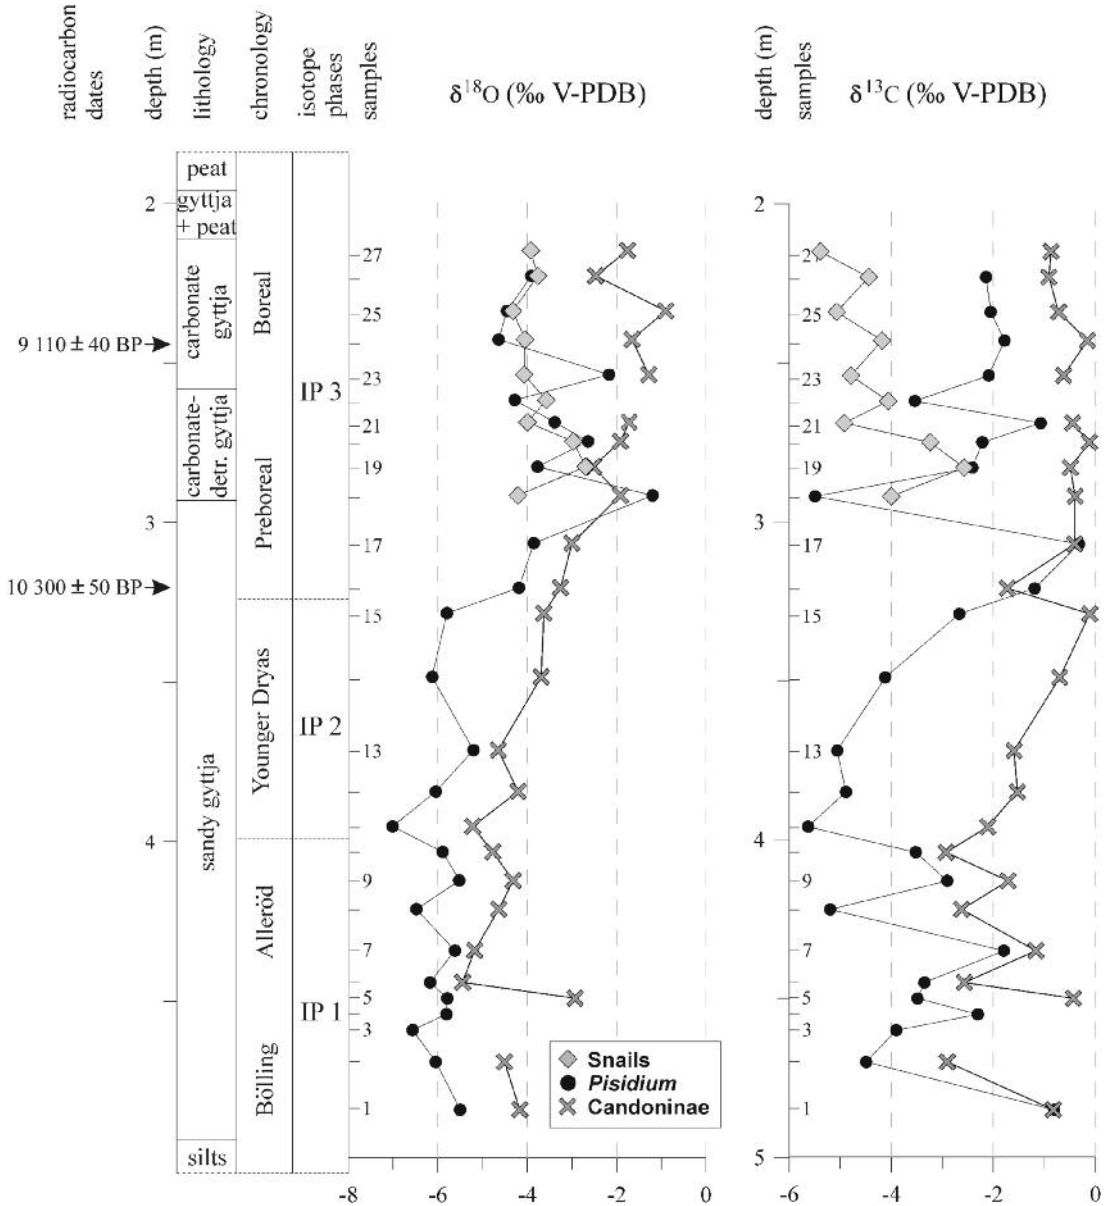 radiocarbon
dates
depth (m)
lithology
chronology
isotope
phases
samples
δ¹⁸O (‰ V-PDB)
depth (m)
samples
δ¹³C (‰ V-PDB)
peat
2
gyttja
+ peat
2
27
2
carbonate
gyttja
Boreal
25
25
9 110 ± 40 BP
23
23
IP 3
carbonate-
detr. gyttja
21
21
19
19
3
Preboreal
3
17
17
10 300 ± 50 BP
15
15
Younger Dryas
IP 2
13
13
sandy gyttja
4
4
9
9
Alleröd
7
7
5
5
IP 1
3
3
Bölling
Snails
Pisidium
Candoninae
1
1
silts
5
-8
-6
-4
-2
0
-6
-4
-2
0